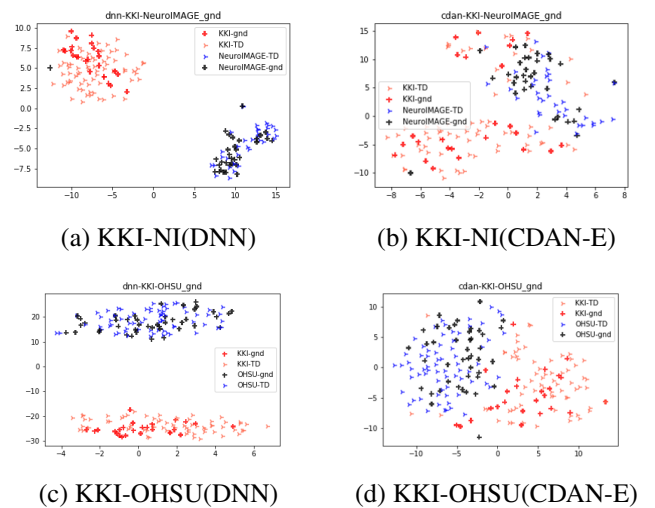 dnn-KKI-NeuroIMAGE_gnd
10.0
7.5
5.0
2.5
0.0
−2.5
−5.0
−7.5
−10
−5
0
5
10
15
KKI-gnd
KKI-TD
NeuroIMAGE-TD
NeuroIMAGE-gnd
(a) KKI-NI(DNN)
cdan-KKI-NeuroIMAGE_gnd
15
10
5
0
−5
−10
−8
−6
−4
−2
0
2
4
6
8
KKI-TD
KKI-gnd
NeuroIMAGE-TD
NeuroIMAGE-gnd
(b) KKI-NI(CDAN-E)
dnn-KKI-OHSU_gnd
20
10
0
−10
−20
−30
−4
−2
0
2
4
6
KKI-gnd
KKI-TD
OHSU-gnd
OHSU-TD
(c) KKI-OHSU(DNN)
cdan-KKI-OHSU_gnd
10
5
0
−5
−10
−10
−5
0
5
10
KKI-TD
KKI-gnd
OHSU-TD
OHSU-gnd
(d) KKI-OHSU(CDAN-E)